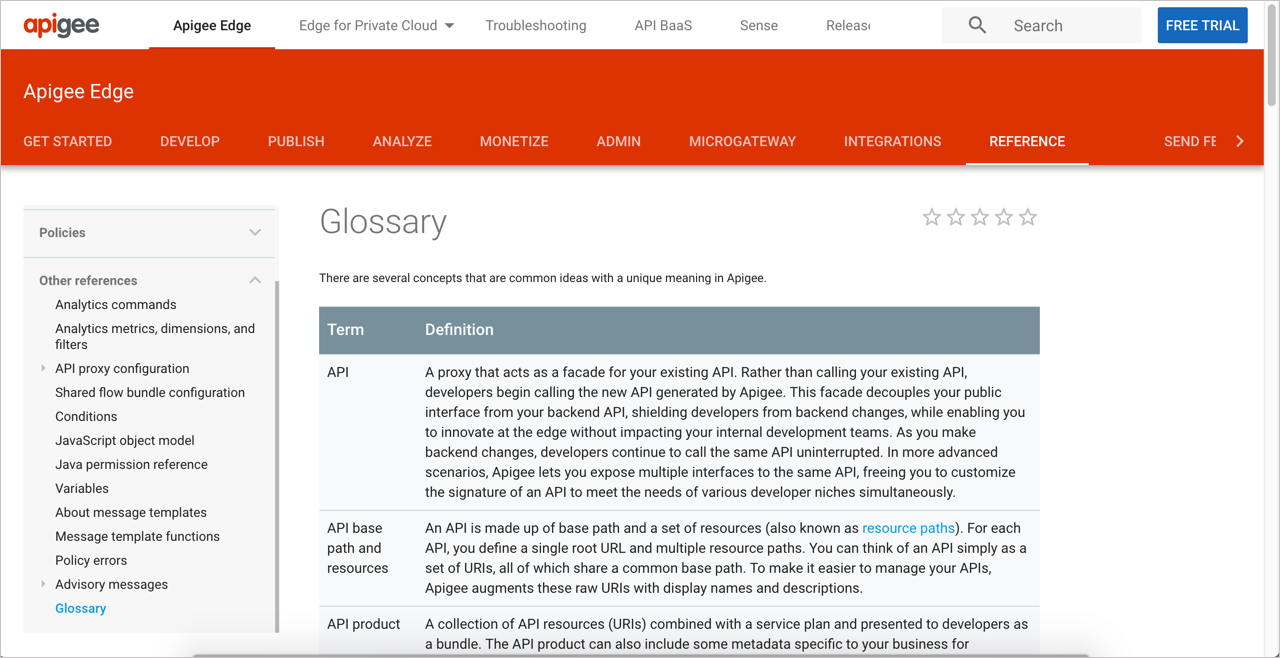 apigee
Apigee Edge
Edge for Private Cloud
Troubleshooting
API BaaS
Sense
Releas
Search
FREE TRIAL
Apigee Edge
GET STARTED
DEVELOP
PUBLISH
ANALYZE
MONETIZE
ADMIN
MICROGATEWAY
INTEGRATIONS
REFERENCE
SEND FE
Policies
Other references
Analytics commands
Analytics metrics, dimensions, and
filters
API proxy configuration
Shared flow bundle configuration
Conditions
JavaScript object model
Java permission reference
Variables
About message templates
Message template functions
Policy errors
Advisory messages
Glossary
Glossary
There are several concepts that are common ideas with a unique meaning in Apigee.
Term
Definition
API
A proxy that acts as a facade for your existing API. Rather than calling your existing API,
developers begin calling the new API generated by Apigee. This facade decouples your public
interface from your backend API, shielding developers from backend changes, while enabling you
to innovate at the edge without impacting your internal development teams. As you make
backend changes, developers continue to call the same API uninterrupted. In more advanced
scenarios, Apigee lets you expose multiple interfaces to the same API, freeing you to customize
the signature of an API to meet the needs of various developer niches simultaneously.
API base
path and
resources
An API is made up of base path and a set of resources (also known as resource paths). For each
API, you define a single root URL and multiple resource paths. You can think of an API simply as a
set of URIs, all of which share a common base path. To make it easier to manage your APIs,
Apigee augments these raw URIs with display names and descriptions.
API product
A collection of API resources (URIs) combined with a service plan and presented to developers as
a bundle. The API product can also include some metadata specific to your business for